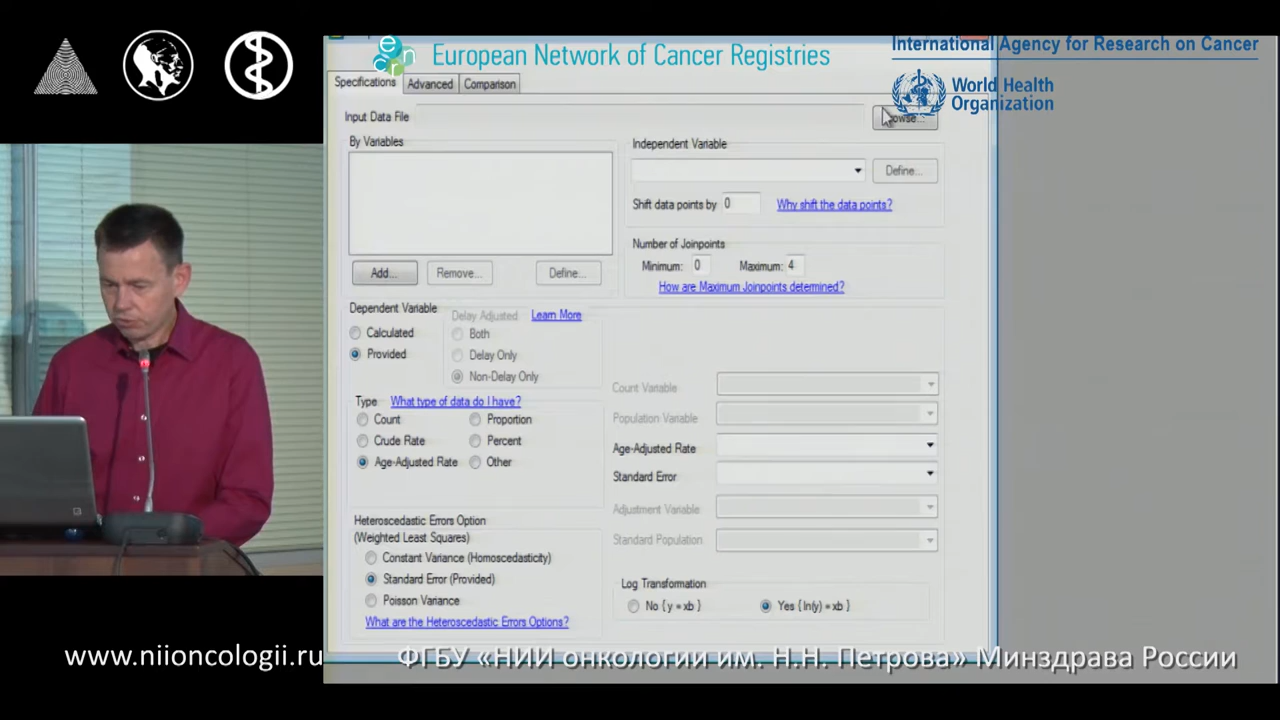 European Network of Cancer Registries
International Agency for Research on Cancer
World Health
Organization
Specifications
Advanced
Comparison
Input Data File
By Variables
Independent Variable
Define...
Shift data points by
0
Why shift the data points?
Number of Joinpoints
Minimum: 0
Maximum: 4
How are Maximum Joinpoints determined?
Add...
Remove...
Define...
Dependent Variable
Calculated
Provided
Delay Adjusted
Learn More
Both
Delay Only
Non-Delay Only
Type
What type of data do I have?
Count
Proportion
Crude Rate
Percent
Age-Adjusted Rate
Other
Count Variable
Population Variable
Age-Adjusted Rate
Standard Error
Adjustment Variable
Standard Population
Heteroscedastic Errors Option
(Weighted Least Squares)
Constant Variance (Homoscedasticity)
Standard Error (Provided)
Poisson Variance
What are the Heteroscedastic Errors Options?
Log Transformation
No {y = xb}
Yes {ln(y) = xb}
www.niioncologii.ru
ФГБУ «НИИ онкологии им. Н.Н. Петрова» Минздрава России